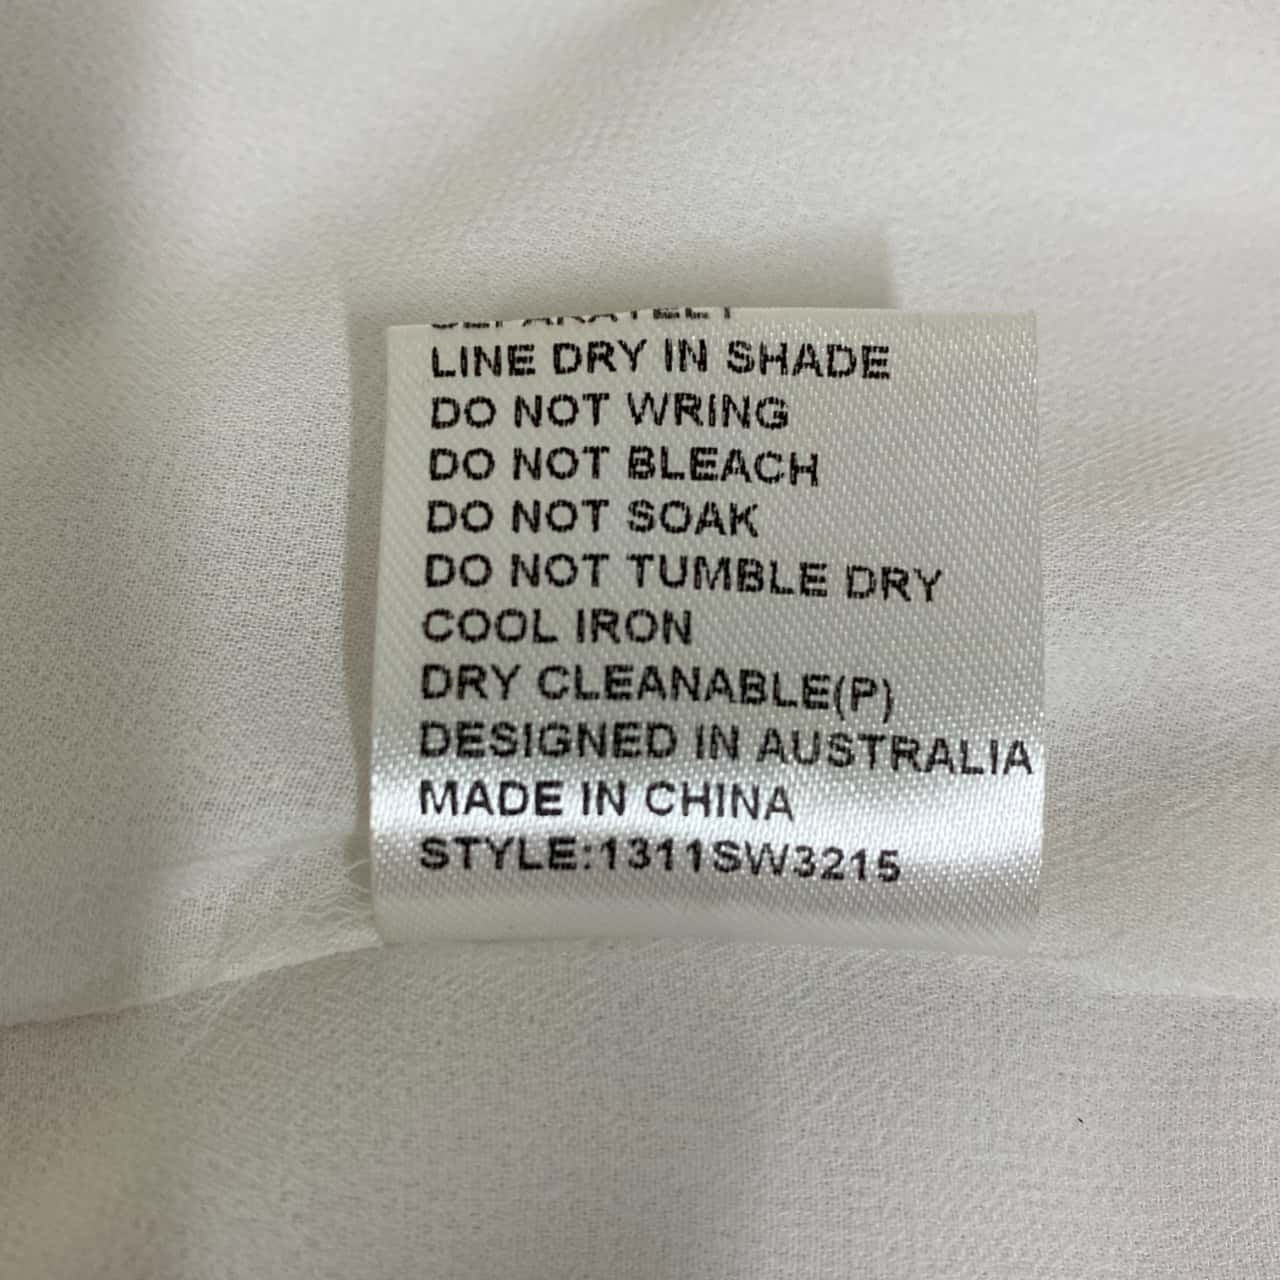 SEPARATELY
LINE DRY IN SHADE
DO NOT WRING
DO NOT BLEACH
DO NOT SOAK
DO NOT TUMBLE DRY
COOL IRON
DRY CLEANABLE(P)
DESIGNED IN AUSTRALIA
MADE IN CHINA
STYLE:1311SW3215